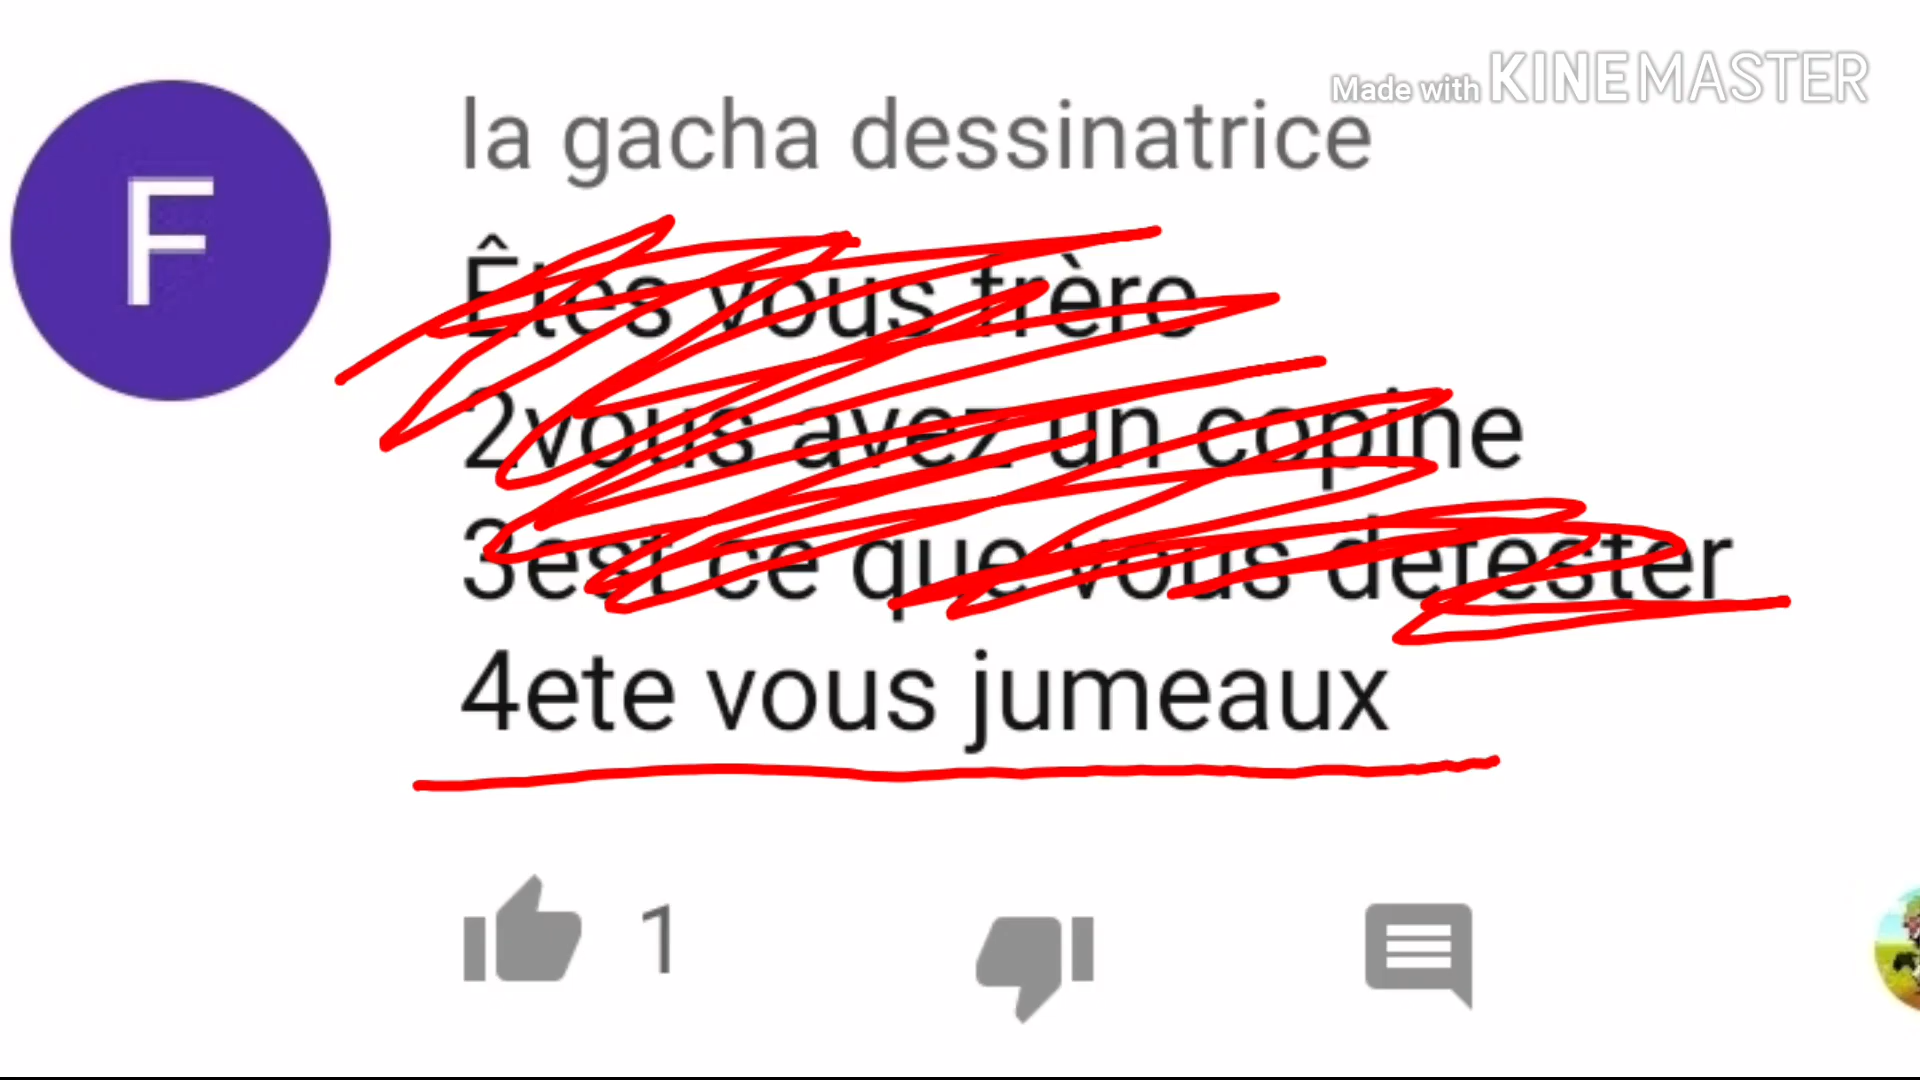 Made with KINEMASTER
F
la gacha dessinatrice
Êtes vous frère
2vous avez un copine
3est ce que vous detester
4ete vous jumeaux
1